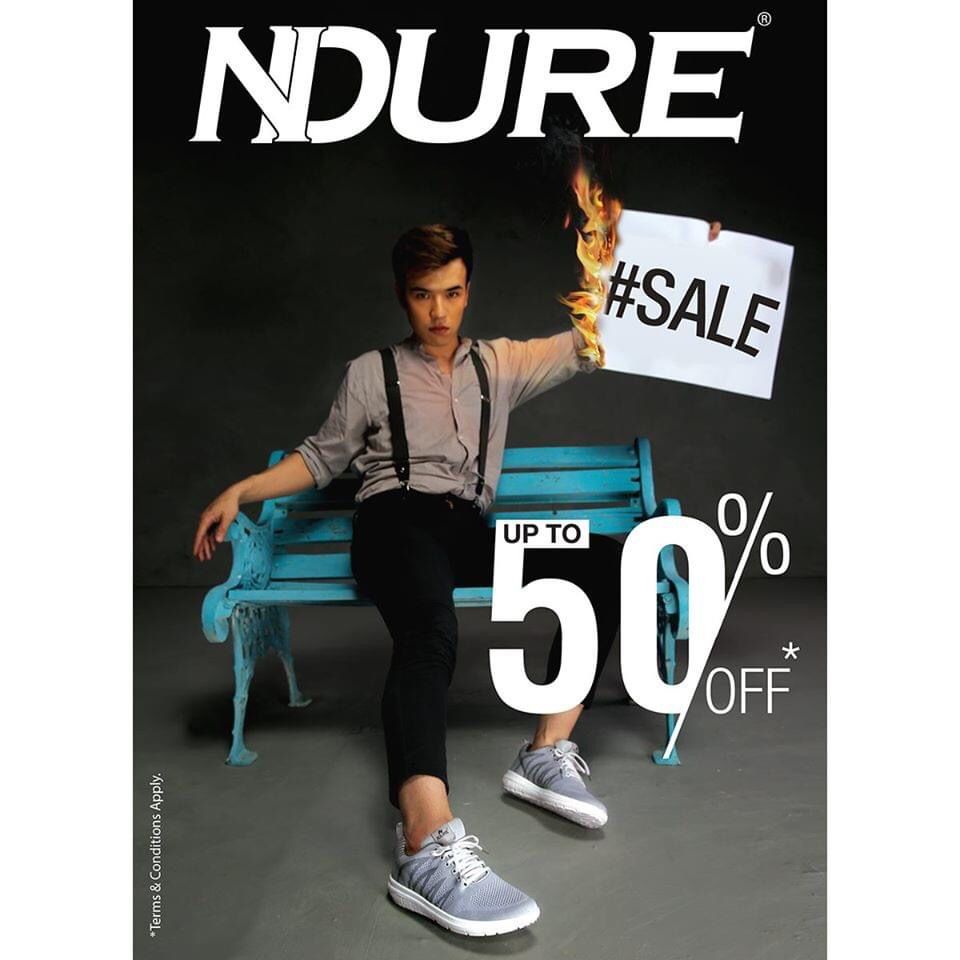 NDURE®
#SALE
UP TO
50%
OFF*
*Terms & Conditions Apply.